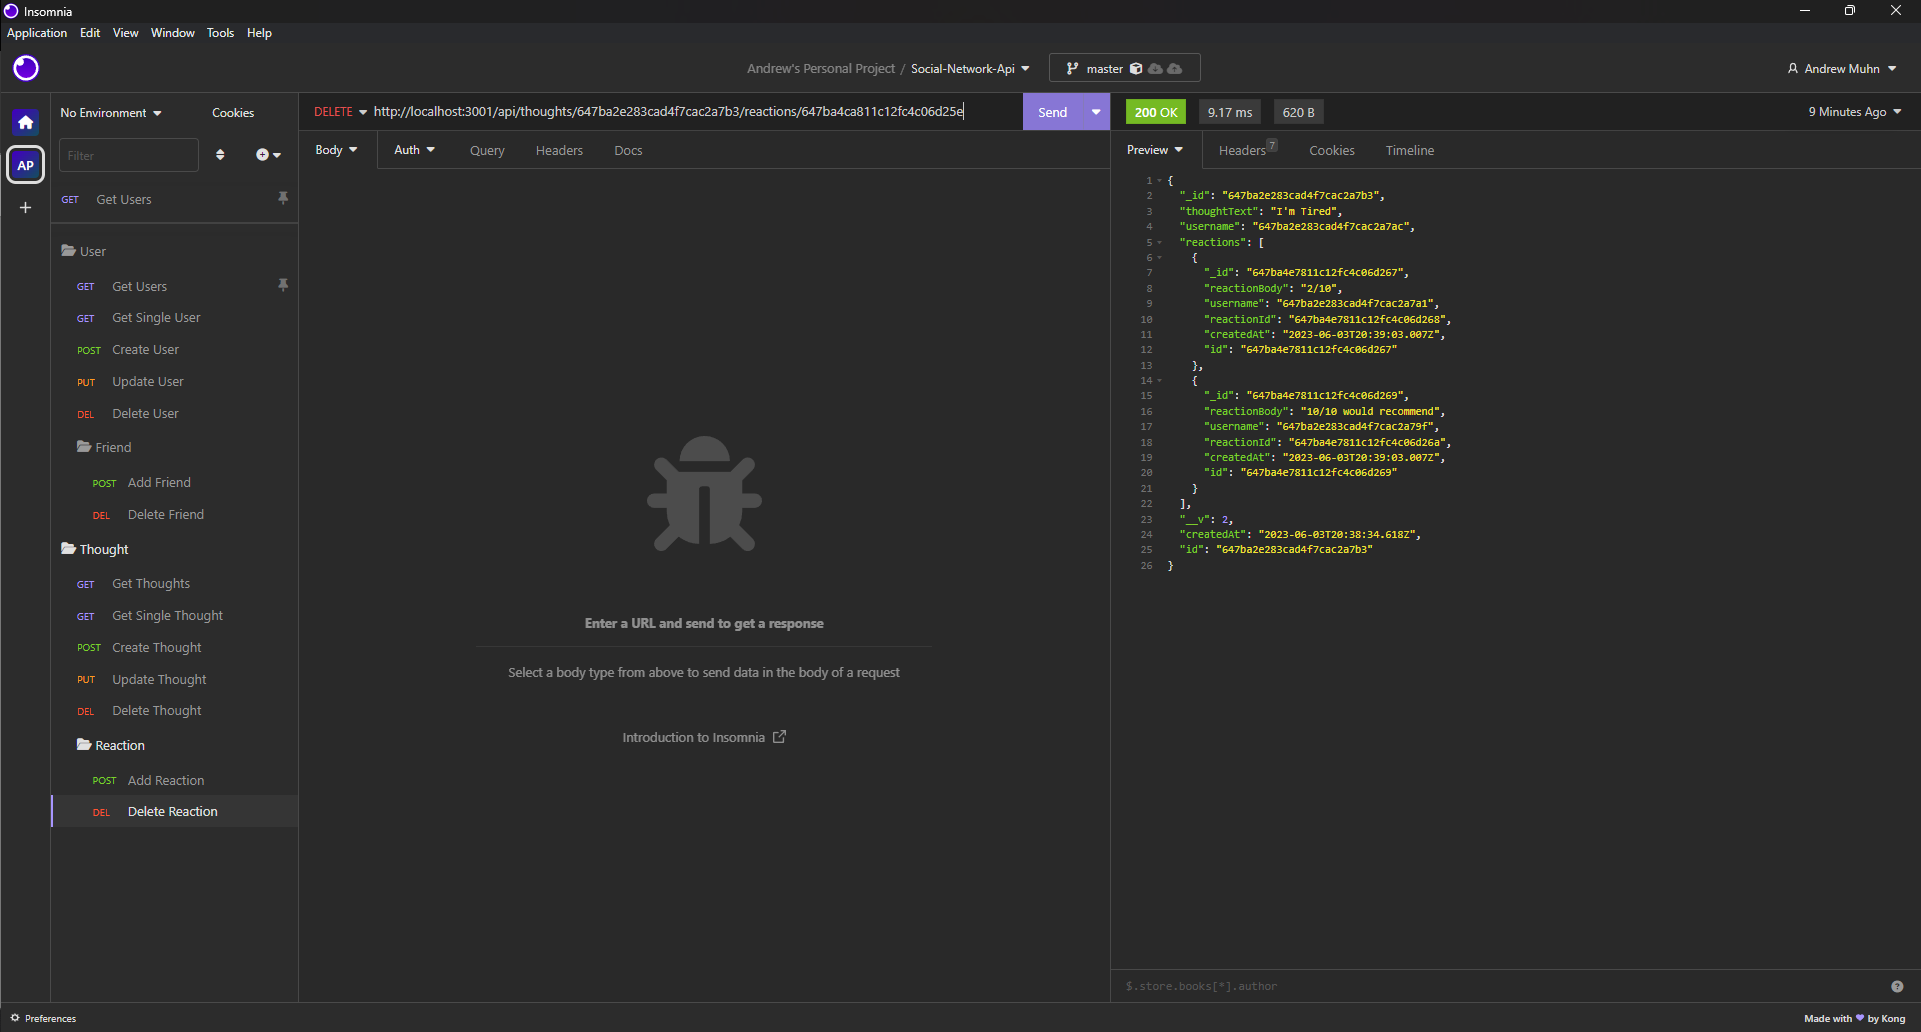 Insomnia
Application Edit View Window Tools Help
Andrew's Personal Project / Social-Network-Api
master
Andrew Muhn
No Environment
Cookies
DELETE http://localhost:3001/api/thoughts/647ba2e283cad4f7cac2a7b3/reactions/647ba4ca811c12fc4c06d25e
Send
200 OK
9.17 ms
620 B
9 Minutes Ago
AP
Filter
GET Get Users
User
GET Get Users
GET Get Single User
POST Create User
PUT Update User
DEL Delete User
Friend
POST Add Friend
DEL Delete Friend
Thought
GET Get Thoughts
GET Get Single Thought
POST Create Thought
PUT Update Thought
DEL Delete Thought
Reaction
POST Add Reaction
DEL Delete Reaction
Body Auth Query Headers Docs
Enter a URL and send to get a response
Select a body type from above to send data in the body of a request
Introduction to Insomnia
Preview Headers 7 Cookies Timeline
1 {
2 "_id": "647ba2e283cad4f7cac2a7b3",
3 "thoughtText": "I'm Tired",
4 "username": "647ba2e283cad4f7cac2a7ac",
5 "reactions": [
6 {
7 "_id": "647ba4e7811c12fc4c06d267",
8 "reactionBody": "2/10",
9 "username": "647ba2e283cad4f7cac2a7a1",
10 "reactionId": "647ba4e7811c12fc4c06d268",
11 "createdAt": "2023-06-03T20:39:03.007Z",
12 "id": "647ba4e7811c12fc4c06d267"
13 },
14 {
15 "_id": "647ba4e7811c12fc4c06d269",
16 "reactionBody": "10/10 would recommend",
17 "username": "647ba2e283cad4f7cac2a79f",
18 "reactionId": "647ba4e7811c12fc4c06d26a",
19 "createdAt": "2023-06-03T20:39:03.007Z",
20 "id": "647ba4e7811c12fc4c06d269"
21 }
22 ],
23 "__v": 2,
24 "createdAt": "2023-06-03T20:38:34.618Z",
25 "id": "647ba2e283cad4f7cac2a7b3"
26 }
$.store.books[*].author
Preferences
Made with ♥ by Kong